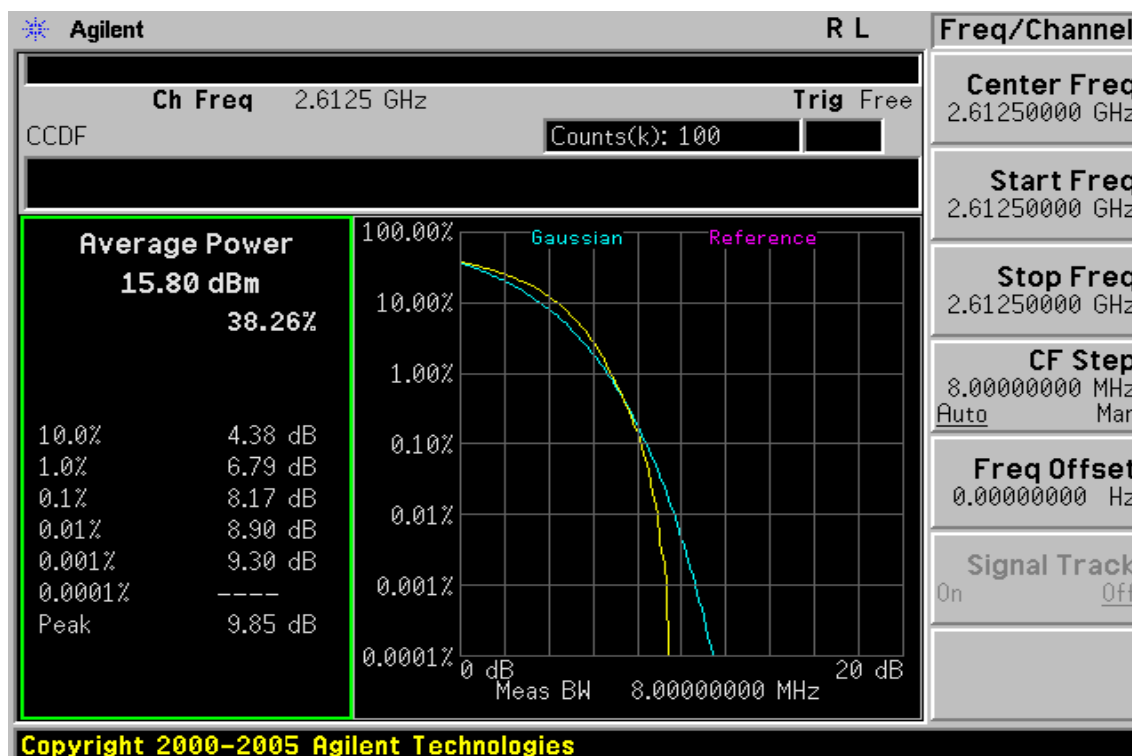 Agilent R L
Ch Freq 2.6125 GHz Trig Free
CCDF Counts(k): 100
Average Power
15.80 dBm
38.26%
10.0% 4.38 dB
1.0% 6.79 dB
0.1% 8.17 dB
0.01% 8.90 dB
0.001% 9.30 dB
0.0001% ----
Peak 9.85 dB
Gaussian Reference
100.00%
10.00%
1.00%
0.10%
0.01%
0.001%
0.0001%
0 dB 20 dB
Meas BW 8.00000000 MHz
Freq/Channel
Center Freq
2.61250000 GHz
Start Freq
2.61250000 GHz
Stop Freq
2.61250000 GHz
CF Step
8.00000000 MHz
Auto Man
Freq Offset
0.00000000 Hz
Signal Track
On Off
Copyright 2000-2005 Agilent Technologies